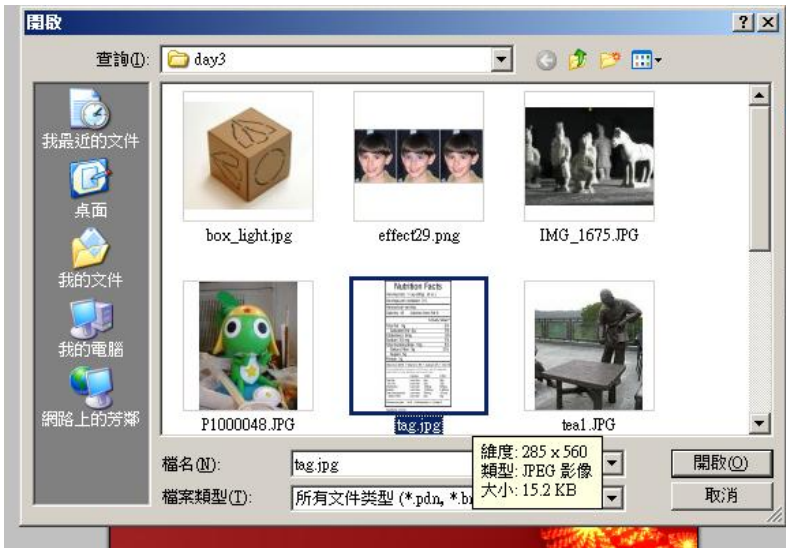 開啟
查詢(I):
day3
我最近的文件
桌面
我的文件
我的電腦
網路上的芳鄰
box_light.jpg
effect29.png
IMG_1675.JPG
Nutrition Facts
P1000048.JPG
tag.jpg
tea1.JPG
檔名(N):
tag.jpg
開啟(O)
檔案類型(T):
所有文件类型 (*.pdn, *.b
取消
維度: 285 x 560
類型: JPEG 影像
大小: 15.2 KB